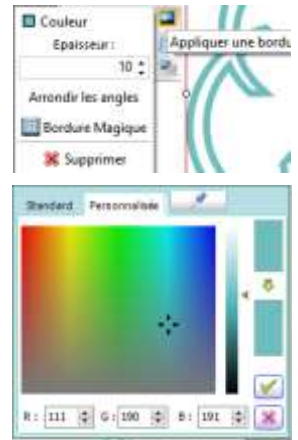 Couleur
Epaisseur :
Appliquer une bordu
10
Arrondir les angles
Bordure Magique
Supprimer
Standard Personnalisée
R : 111 G : 190 B : 191